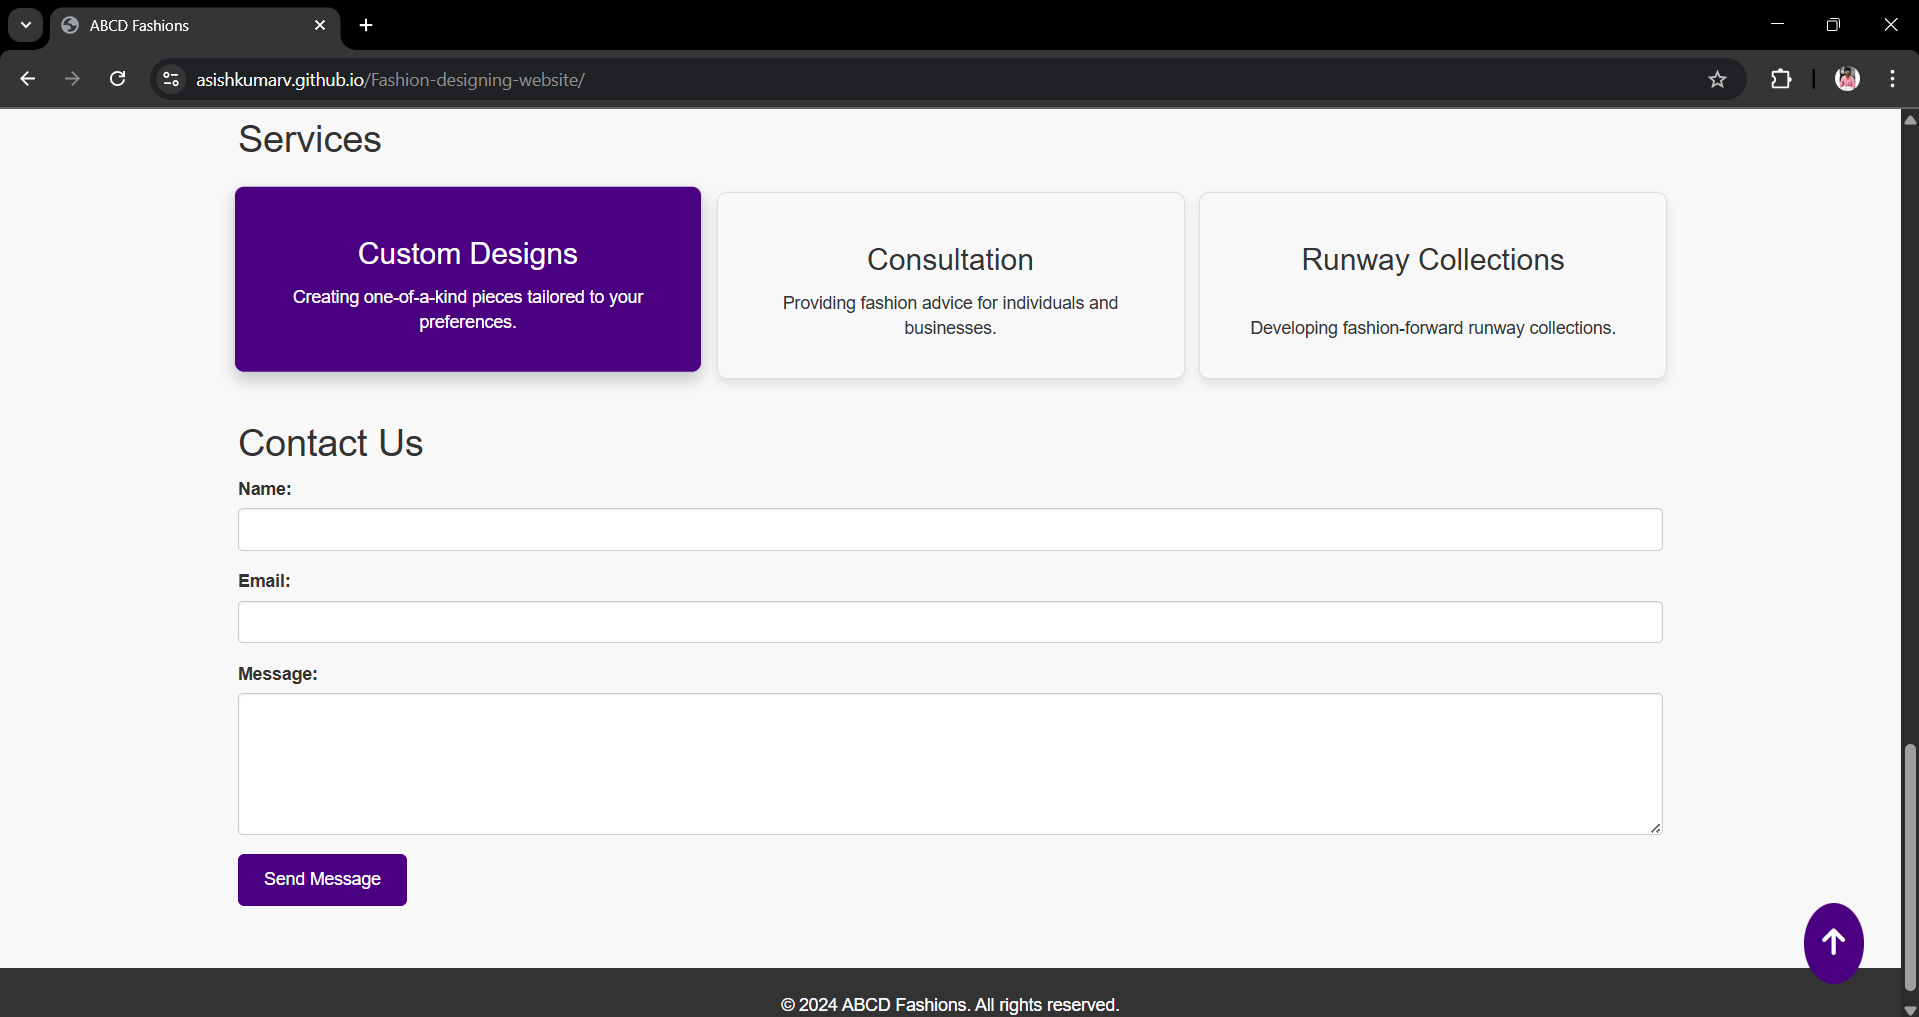 ABCD Fashions
asishkumarv.github.io/Fashion-designing-website/
Services
Custom Designs
Creating one-of-a-kind pieces tailored to your
preferences.
Consultation
Providing fashion advice for individuals and
businesses.
Runway Collections
Developing fashion-forward runway collections.
Contact Us
Name:
Email:
Message:
Send Message
© 2024 ABCD Fashions. All rights reserved.